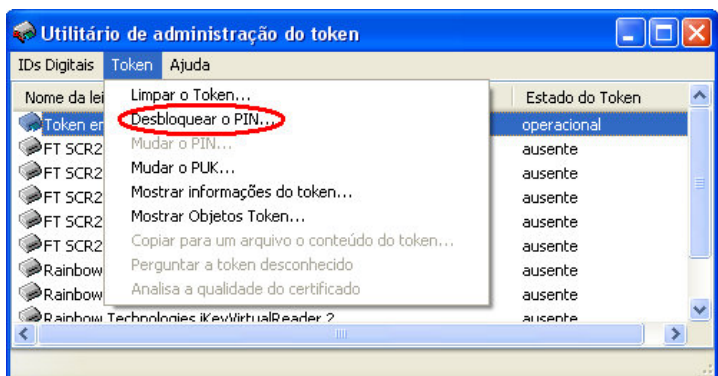 Utilitário de administração do token
IDs Digitais Token Ajuda
Nome da lei
Estado do Token
Limpar o Token...
Desbloquear o PIN...
Mudar o PIN...
Mudar o PUK...
Mostrar informações do token...
Mostrar Objetos Token...
Copiar para um arquivo o conteúdo do token...
Perguntar a token desconhecido
Analisa a qualidade do certificado
Token em operacional
FT SCR2 ausente
FT SCR2 ausente
FT SCR2 ausente
FT SCR2 ausente
FT SCR2 ausente
Rainbow ausente
Rainbow ausente
Rainbow Technologies iKeyVirtualReader 2 ausente